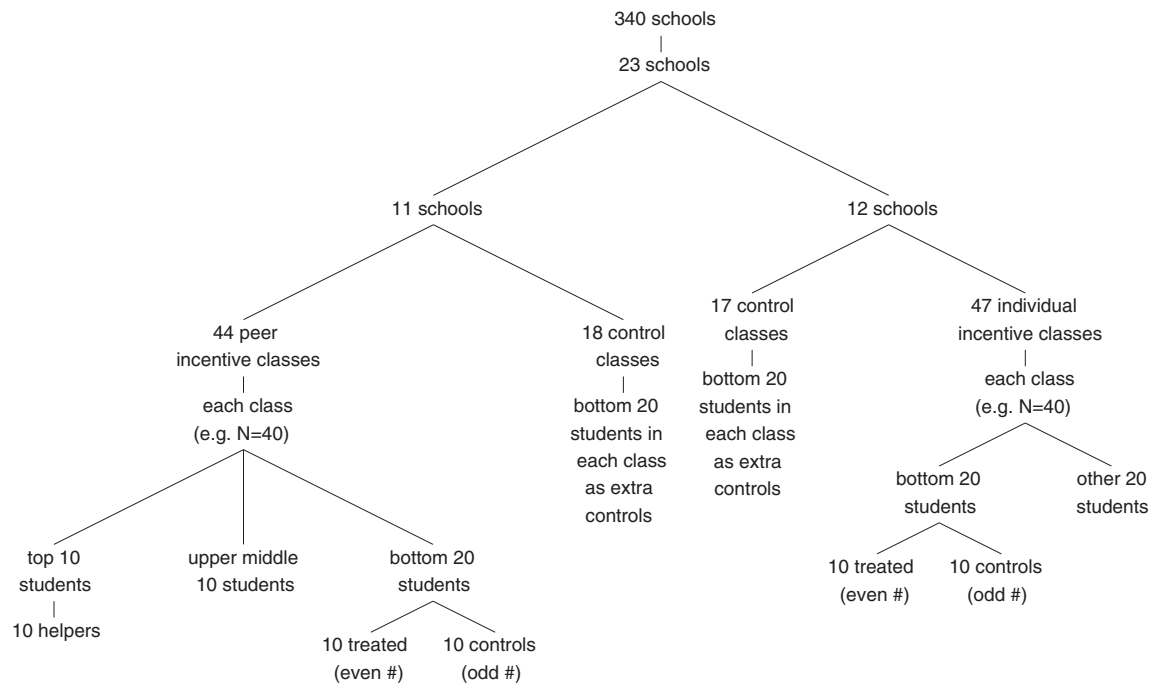 340 schools
23 schools
11 schools
12 schools
44 peer
incentive classes
18 control
classes
17 control
classes
47 individual
incentive classes
each class
(e.g. N=40)
bottom 20
students in
each class
as extra
controls
bottom 20
students in
each class
as extra
controls
each class
(e.g. N=40)
bottom 20
students
other 20
students
top 10
students
upper middle
10 students
bottom 20
students
10 treated
(even #)
10 controls
(odd #)
10 helpers
10 treated
(even #)
10 controls
(odd #)